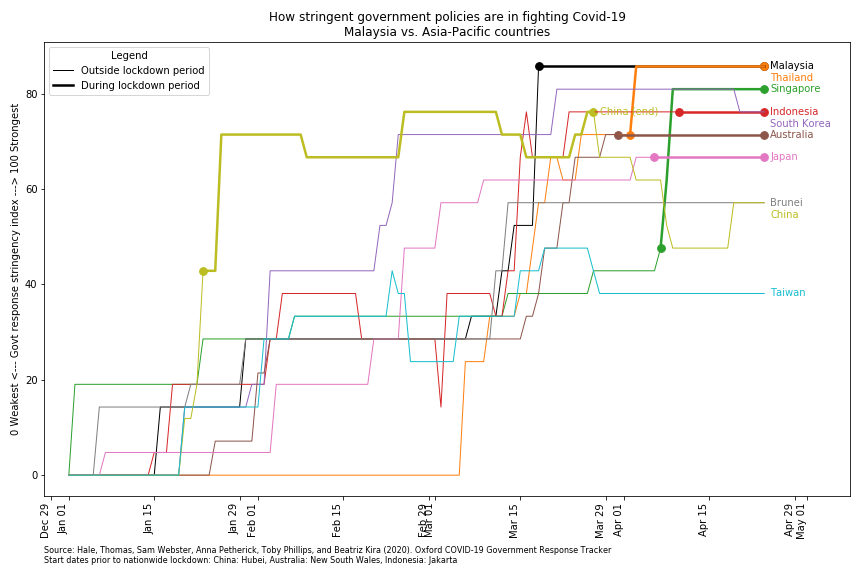 How stringent government policies are in fighting Covid-19
Malaysia vs. Asia-Pacific countries
Legend
Outside lockdown period
During lockdown period
0 Weakest <--- Govt response stringency index ---> 100 Strongest
80
60
40
20
0
China (end)
Malaysia
Thailand
Singapore
Indonesia
South Korea
Australia
Japan
Brunei
China
Taiwan
Dec 29
Jan 01
Jan 15
Jan 29
Feb 01
Feb 15
Feb 29
Mar 01
Mar 15
Mar 29
Apr 01
Apr 15
Apr 29
May 01
Source: Hale, Thomas, Sam Webster, Anna Petherick, Toby Phillips, and Beatriz Kira (2020). Oxford COVID-19 Government Response Tracker
Start dates prior to nationwide lockdown: China: Hubei, Australia: New South Wales, Indonesia: Jakarta